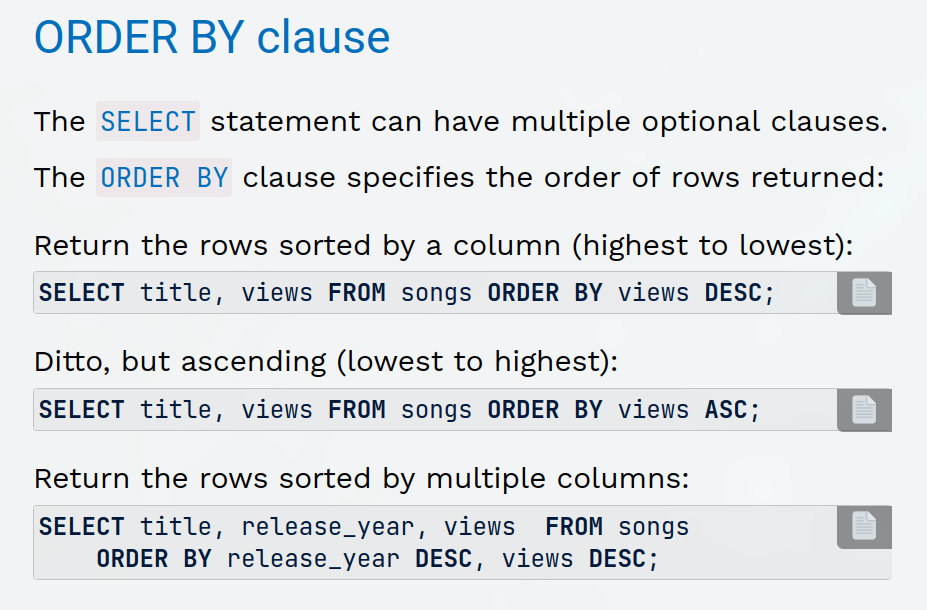 ORDER BY clause
The SELECT statement can have multiple optional clauses.
The ORDER BY clause specifies the order of rows returned:
Return the rows sorted by a column (highest to lowest):
SELECT title, views FROM songs ORDER BY views DESC;
Ditto, but ascending (lowest to highest):
SELECT title, views FROM songs ORDER BY views ASC;
Return the rows sorted by multiple columns:
SELECT title, release_year, views  FROM songs
    ORDER BY release_year DESC, views DESC;